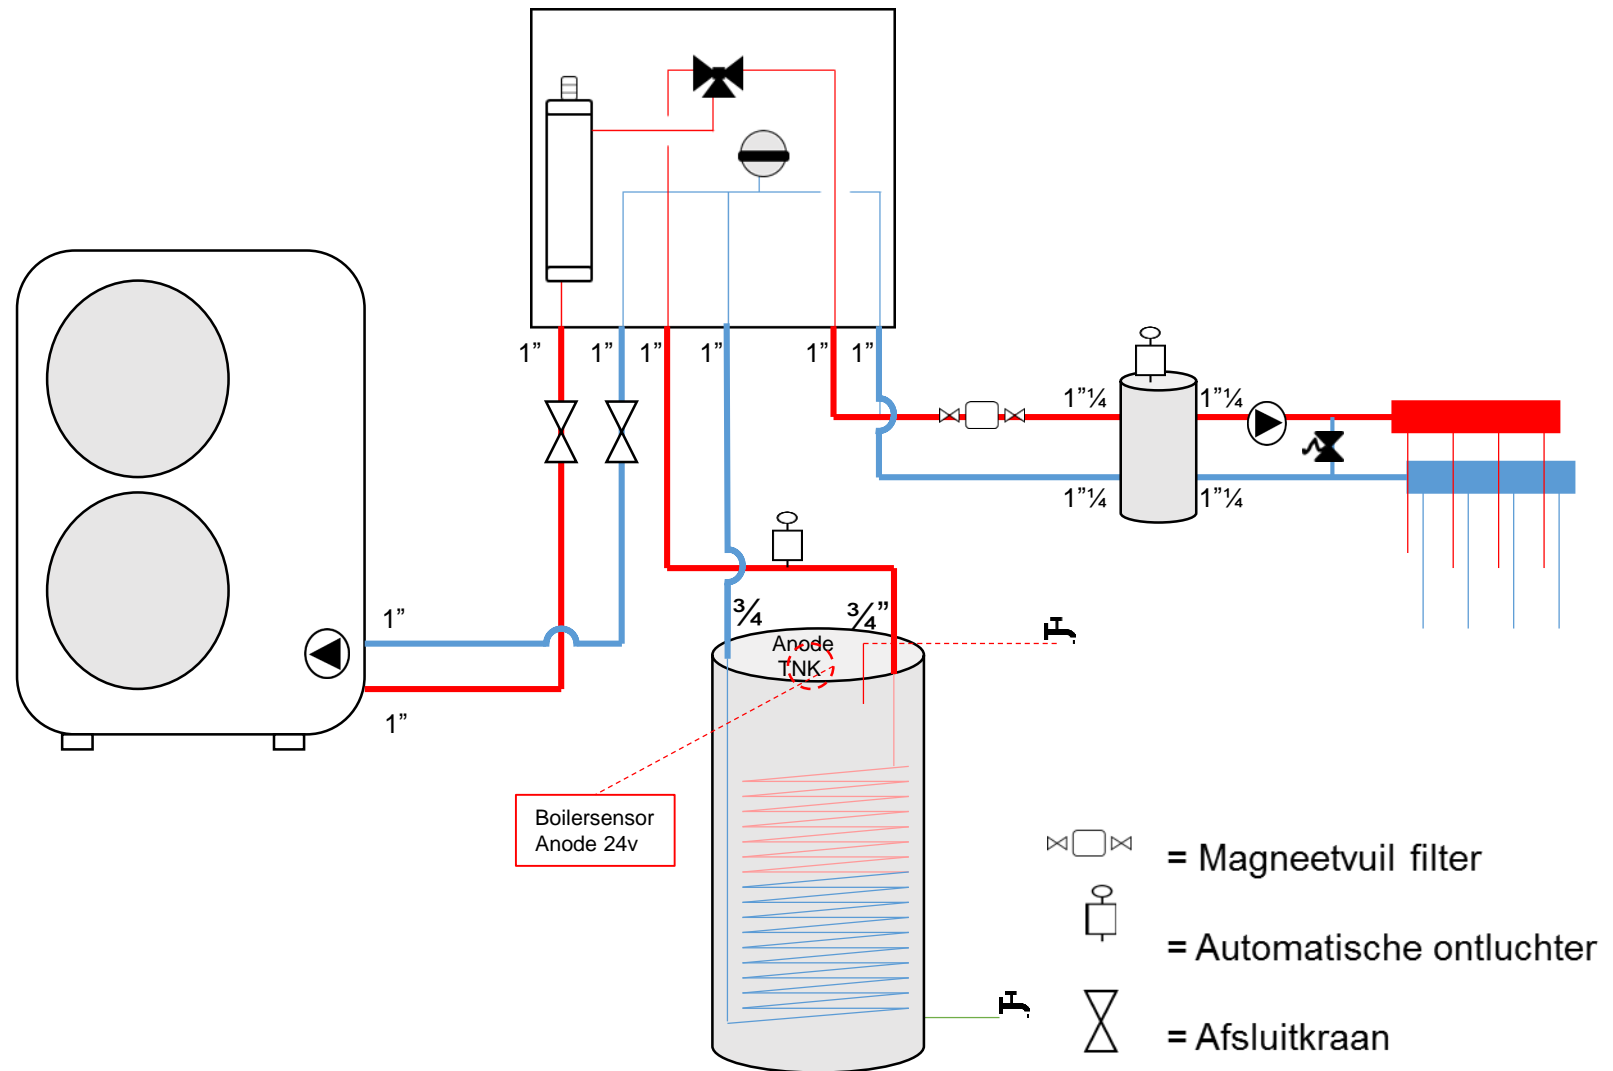 1”
1”
1”
1”
1”
1”
1”¼
1”¼
1”¼
1”¼
1”
1”
¾
¾”
Anode
TNK
Boilersensor
Anode 24v
= Magneetvuil filter
= Automatische ontluchter
= Afsluitkraan